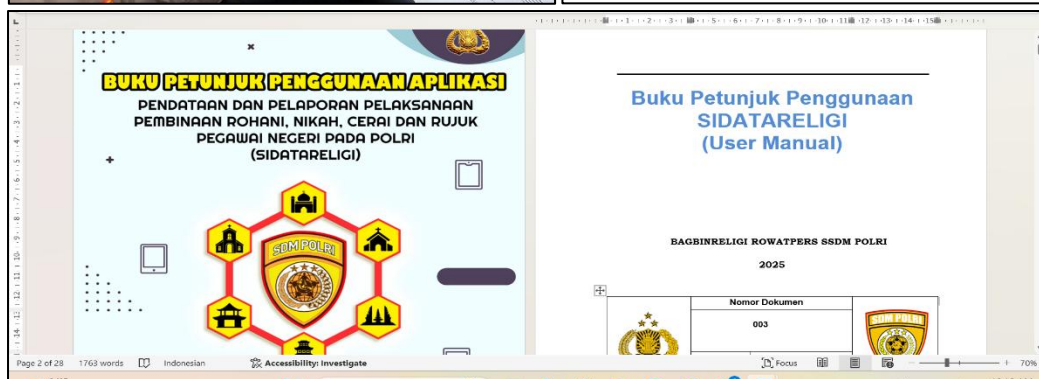 BUKU PETUNJUK PENGGUNAAN APLIKASI
PENDATAAN DAN PELAPORAN PELAKSANAAN
PEMBINAAN ROHANI, NIKAH, CERAI DAN RUJUK
PEGAWAI NEGERI PADA POLRI
(SIDATARELIGI)
SDM POLRI
Buku Petunjuk Penggunaan
SIDATARELIGI
(User Manual)
BAGBINRELIGI ROWATPERS SSDM POLRI
2025
Nomor Dokumen
003
SDM POLRI
Page 2 of 28 1763 words Indonesian Accessibility: Investigate Focus 70%